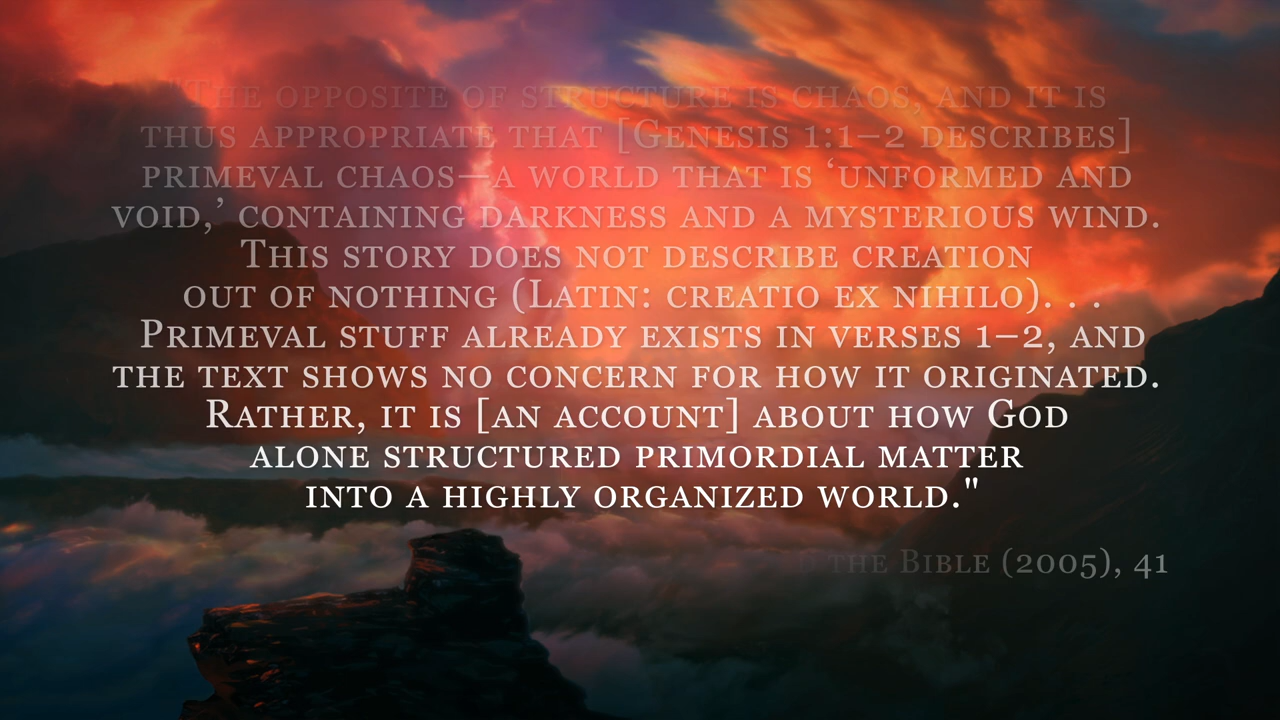 "The opposite of structure is chaos, and it is
thus appropriate that [Genesis 1:1–2 describes]
primeval chaos—a world that is ‘unformed and
void,’ containing darkness and a mysterious wind.
This story does not describe creation
out of nothing (Latin: creatio ex nihilo). . .
Primeval stuff already exists in verses 1–2, and
the text shows no concern for how it originated.
Rather, it is [an account] about how God
alone structured primordial matter
into a highly organized world."
the Bible (2005), 41